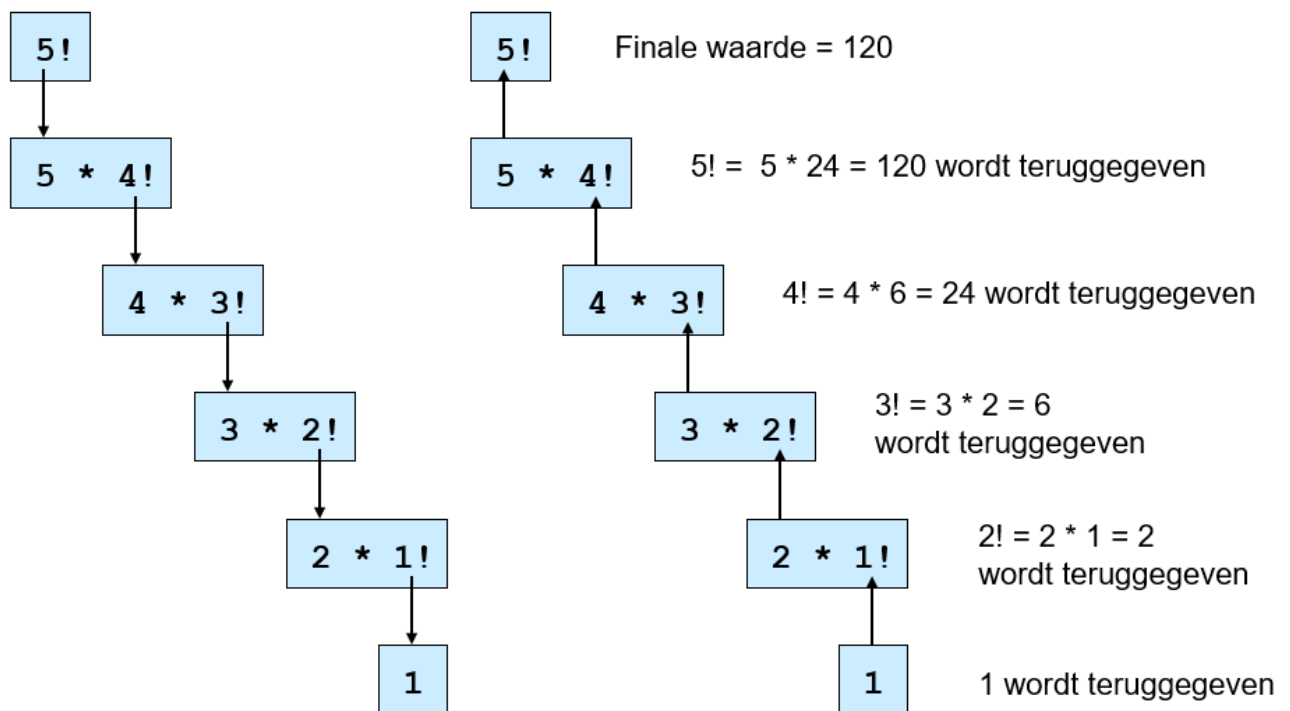 5!
5 * 4!
4 * 3!
3 * 2!
2 * 1!
1
5!
Finale waarde = 120
5 * 4!
5! =  5 * 24 = 120 wordt teruggegeven
4 * 3!
4! = 4 * 6 = 24 wordt teruggegeven
3 * 2!
3! = 3 * 2 = 6
wordt teruggegeven
2 * 1!
2! = 2 * 1 = 2
wordt teruggegeven
1
1 wordt teruggegeven